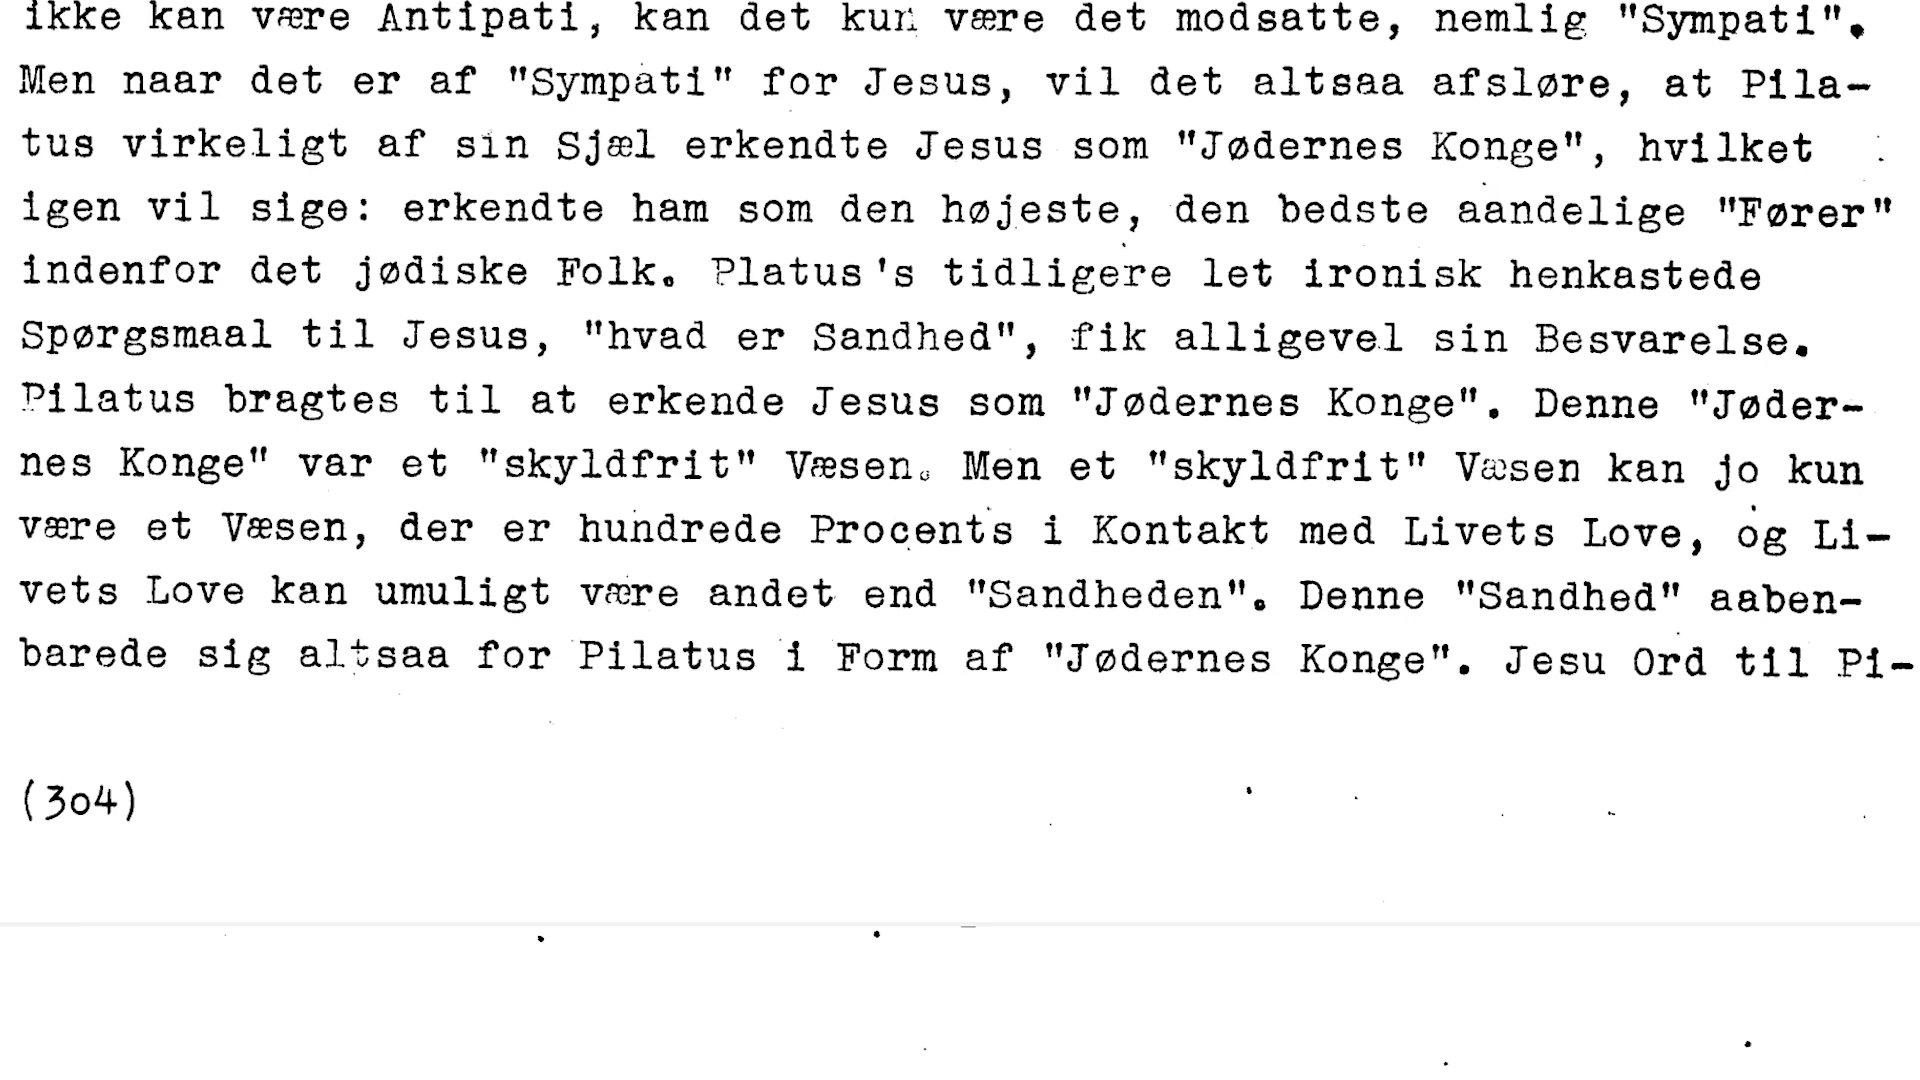 ikke kan være Antipati, kan det kun være det modsatte, nemlig "Sympati".
Men naar det er af "Sympati" for Jesus, vil det altsaa afsløre, at Pila-
tus virkeligt af sin Sjæl erkendte Jesus som "Jødernes Konge", hvilket
igen vil sige: erkendte ham som den højeste, den bedste aandelige "Fører"
indenfor det jødiske Folk. Platus's tidligere let ironisk henkastede
Spørgsmaal til Jesus, "hvad er Sandhed", fik alligevel sin Besvarelse.
Pilatus bragtes til at erkende Jesus som "Jødernes Konge". Denne "Jøder-
nes Konge" var et "skyldfrit" Væsen. Men et "skyldfrit" Væsen kan jo kun
være et Væsen, der er hundrede Procents i Kontakt med Livets Love, og Li-
vets Love kan umuligt være andet end "Sandheden". Denne "Sandhed" aaben-
barede sig altsaa for Pilatus i Form af "Jødernes Konge". Jesu Ord til Pi-
(304)